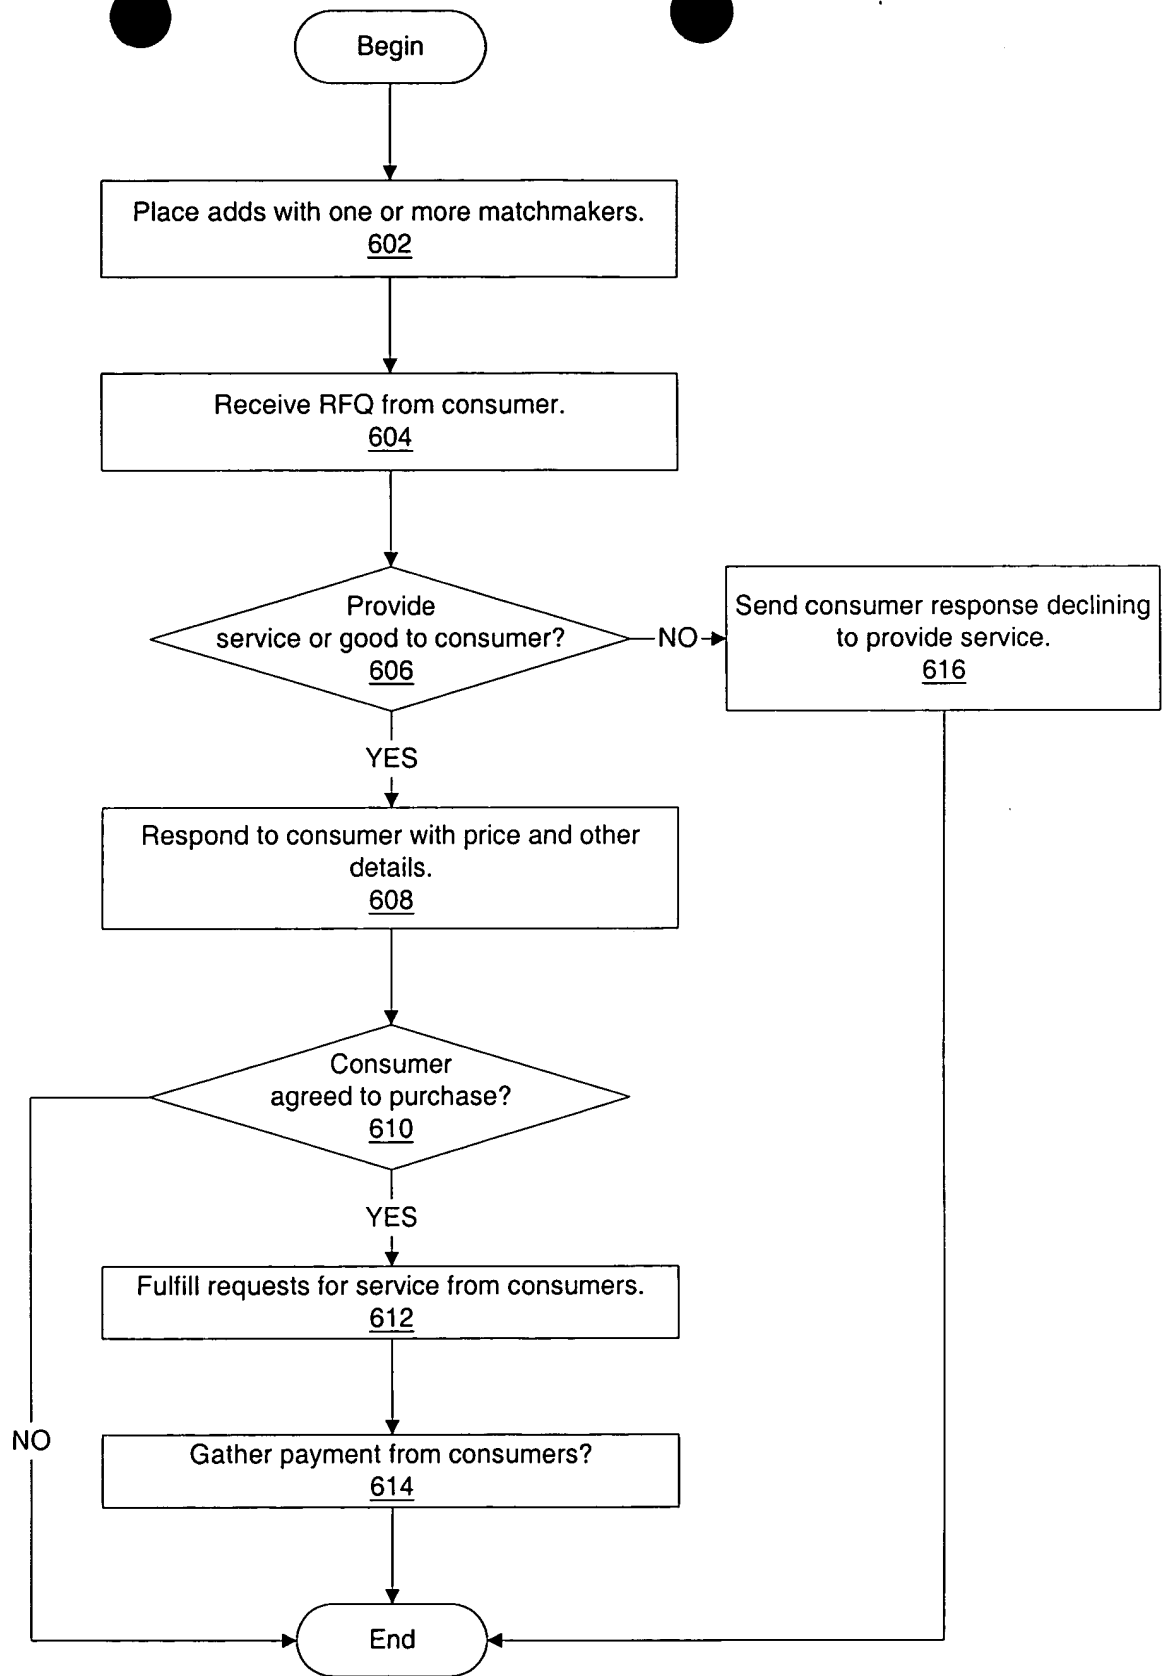 Begin
Place adds with one or more matchmakers.
602
Receive RFQ from consumer.
604
Provide
service or good to consumer?
606
NO
Send consumer response declining
to provide service.
616
YES
Respond to consumer with price and other
details.
608
Consumer
agreed to purchase?
610
YES
Fulfill requests for service from consumers.
612
NO
Gather payment from consumers?
614
End